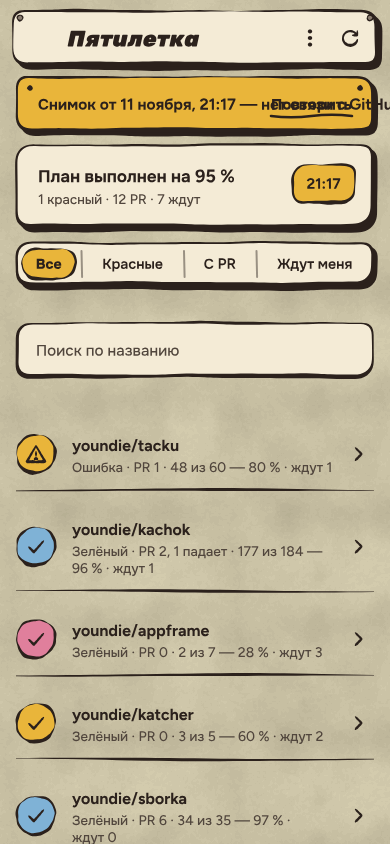 Пятилетка
Снимок от 11 ноября, 21:17 — нет связи с GitHu
Повторить
План выполнен на 95 %
1 красный · 12 PR · 7 ждут
21:17
Все
Красные
С PR
Ждут меня
Поиск по названию
youndie/tacku
Ошибка · PR 1 · 48 из 60 — 80 % · ждут 1
youndie/kachok
Зелёный · PR 2, 1 падает · 177 из 184 —
96 % · ждут 1
youndie/appframe
Зелёный · PR 0 · 2 из 7 — 28 % · ждут 3
youndie/katcher
Зелёный · PR 0 · 3 из 5 — 60 % · ждут 2
youndie/sborka
Зелёный · PR 6 · 34 из 35 — 97 % ·
ждут 0